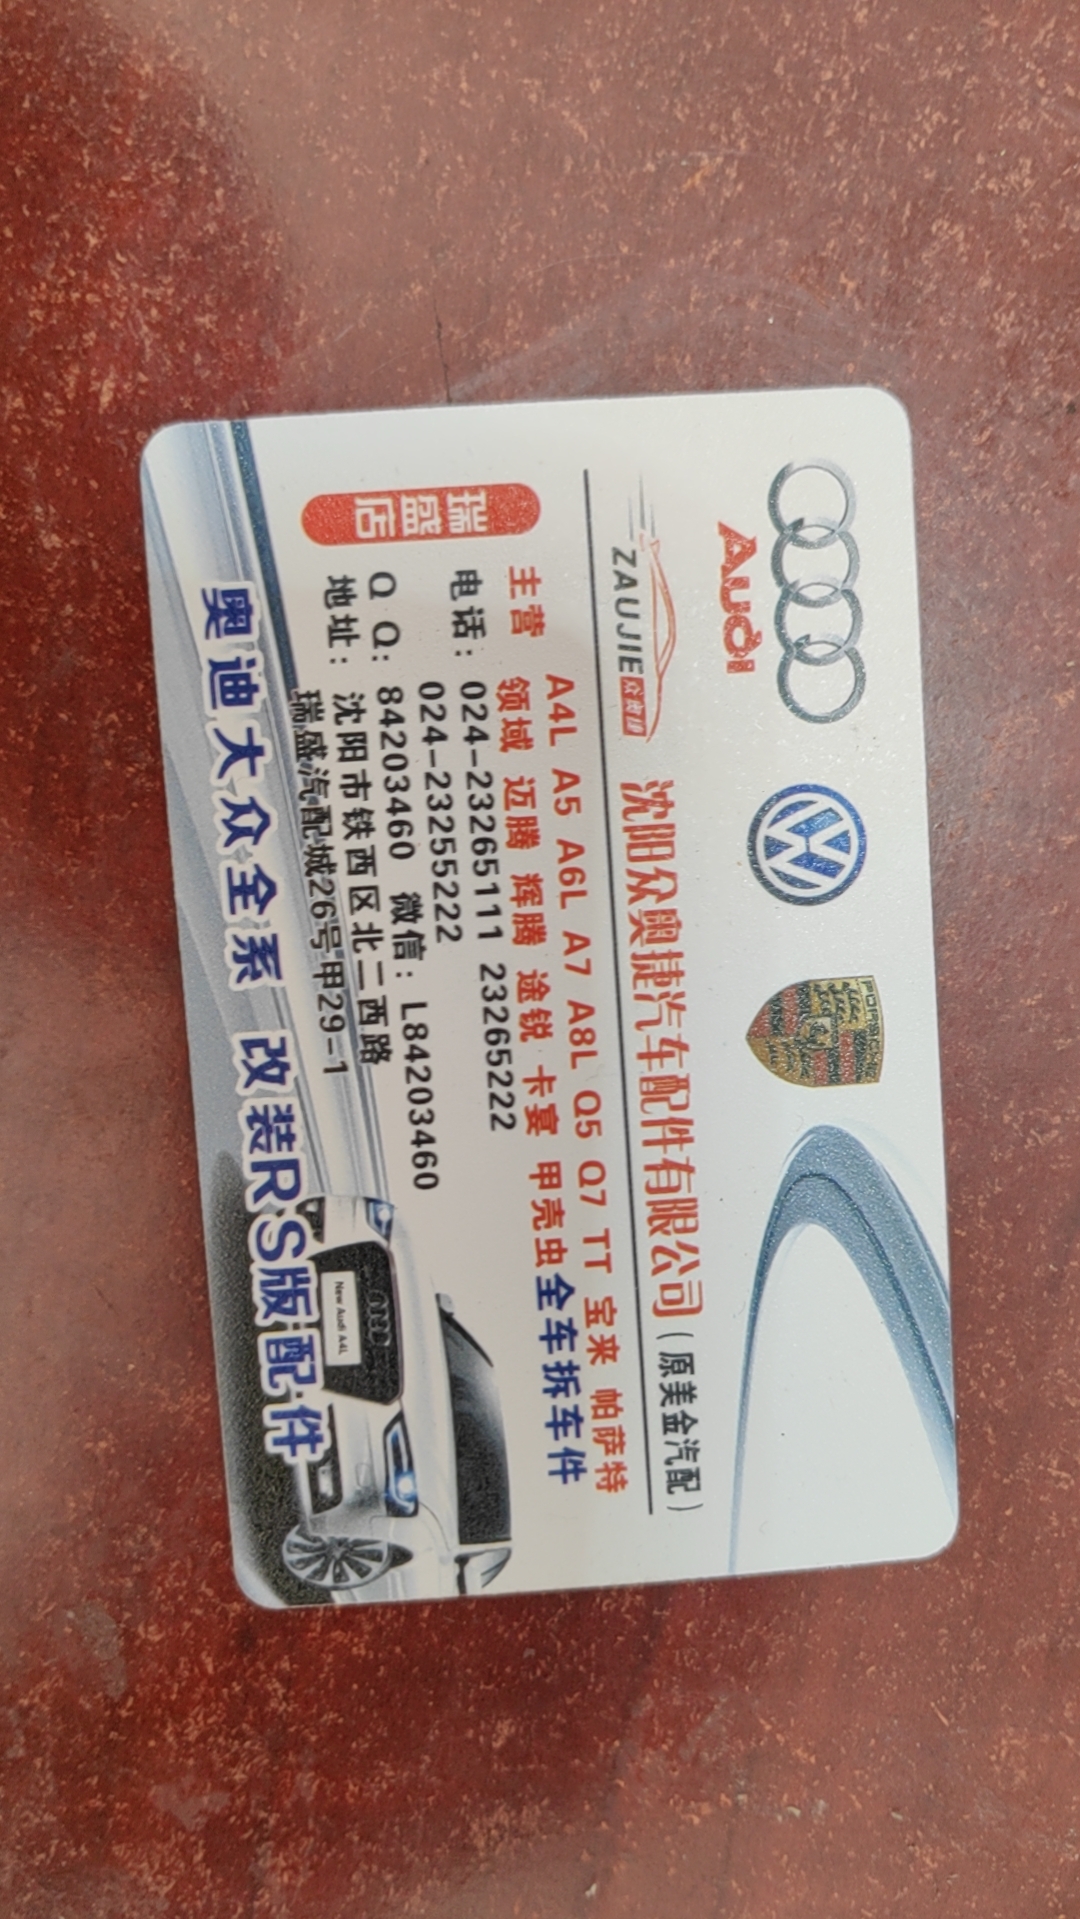 Audi
PORSCHE
ZAUJIE 众奥捷
沈阳众奥捷汽车配件有限公司(原美金汽配)
主营 A4L A5 A6L A7 A8L Q5 Q7 TT 宝来 帕萨特
领域 迈腾 辉腾 途锐 卡宴 甲壳虫全车拆车件
瑞盛店
电话:024-23265111 23265222
024-23255222
Q Q:84203460 微信:L84203460
地址:沈阳市铁西区北二西路
瑞盛汽配城26号甲29-1
New Audi A4L
奥迪大众全系 改装RS版配件